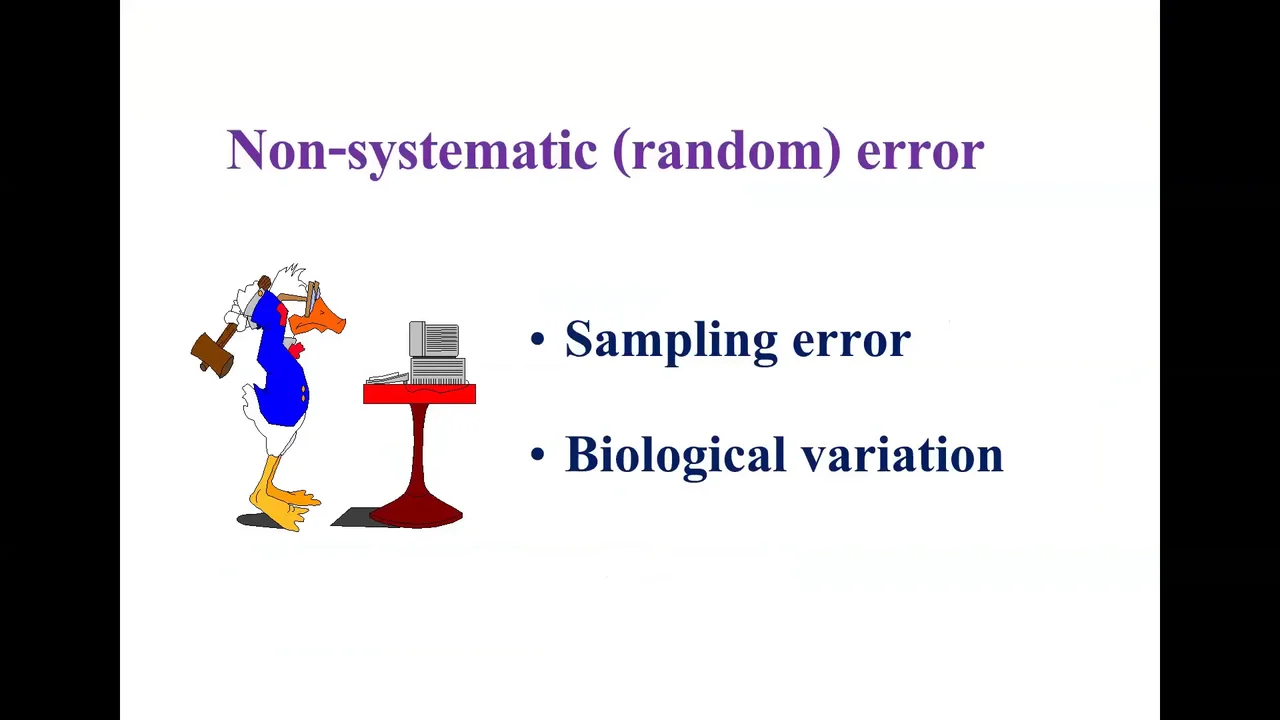 Non-systematic (random) error
• Sampling error
• Biological variation